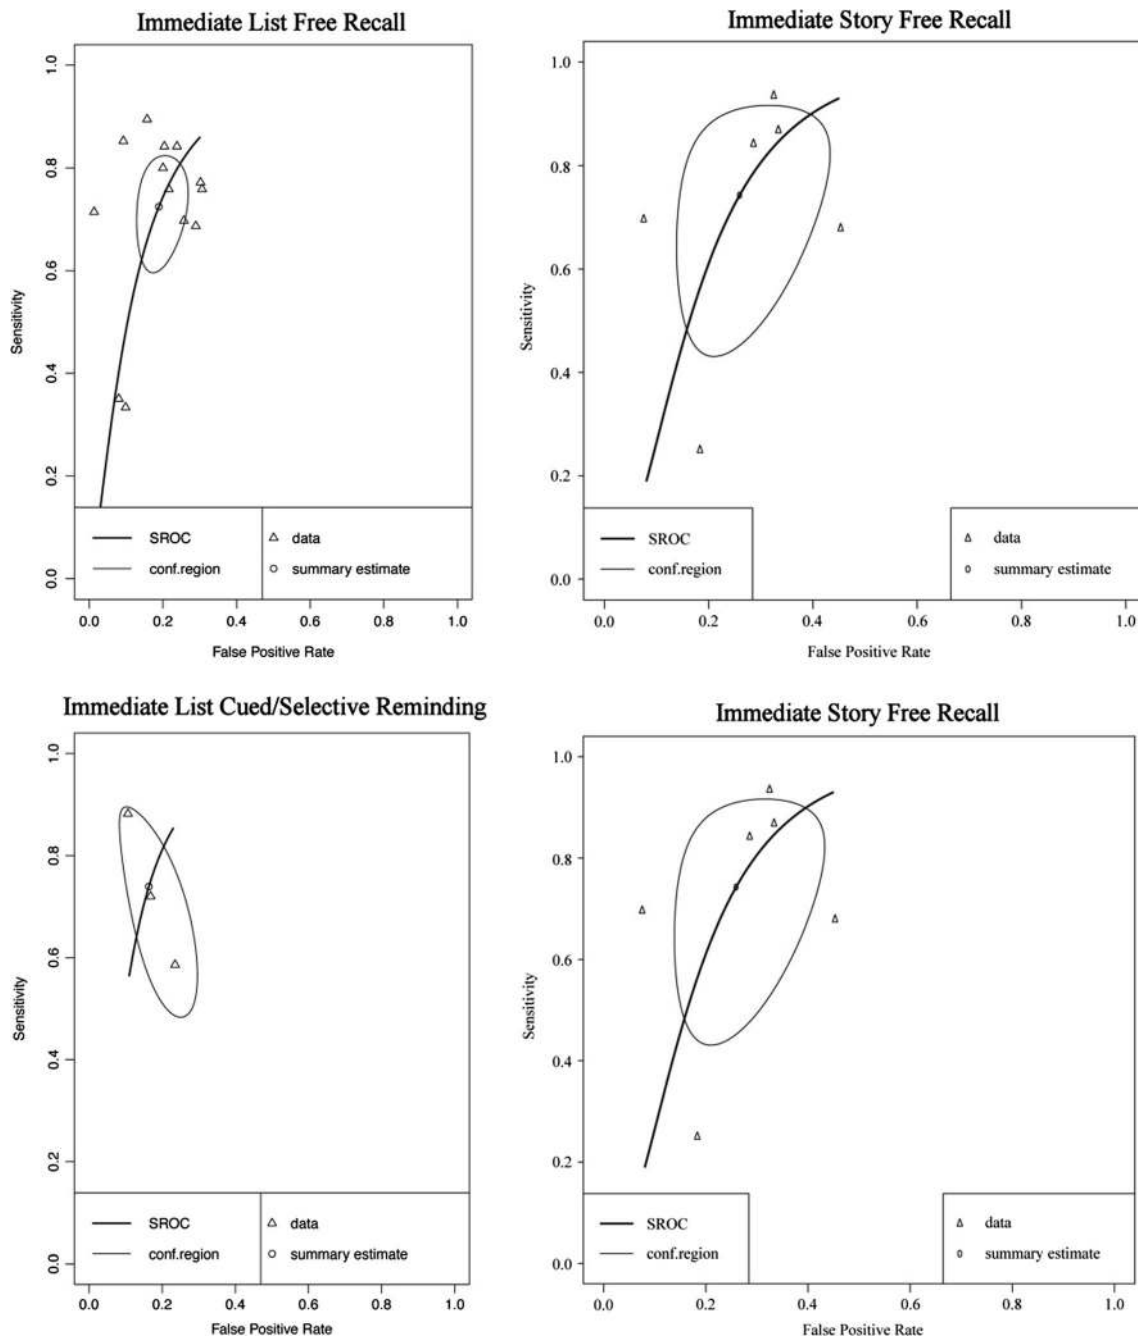 Immediate List Free Recall
1.0
0.8
0.6
0.4
0.2
0.0
Sensitivity
SROC
conf.region
data
summary estimate
0.0 0.2 0.4 0.6 0.8 1.0
False Positive Rate
Immediate Story Free Recall
1.0
0.8
0.6
0.4
0.2
0.0
Sensitivity
SROC
conf.region
data
summary estimate
0.0 0.2 0.4 0.6 0.8 1.0
False Positive Rate
Immediate List Cued/Selective Reminding
1.0
0.8
0.6
0.4
0.2
0.0
Sensitivity
SROC
conf.region
data
summary estimate
0.0 0.2 0.4 0.6 0.8 1.0
False Positive Rate
Immediate Story Free Recall
1.0
0.8
0.6
0.4
0.2
0.0
Sensitivity
SROC
conf.region
data
summary estimate
0.0 0.2 0.4 0.6 0.8 1.0
False Positive Rate